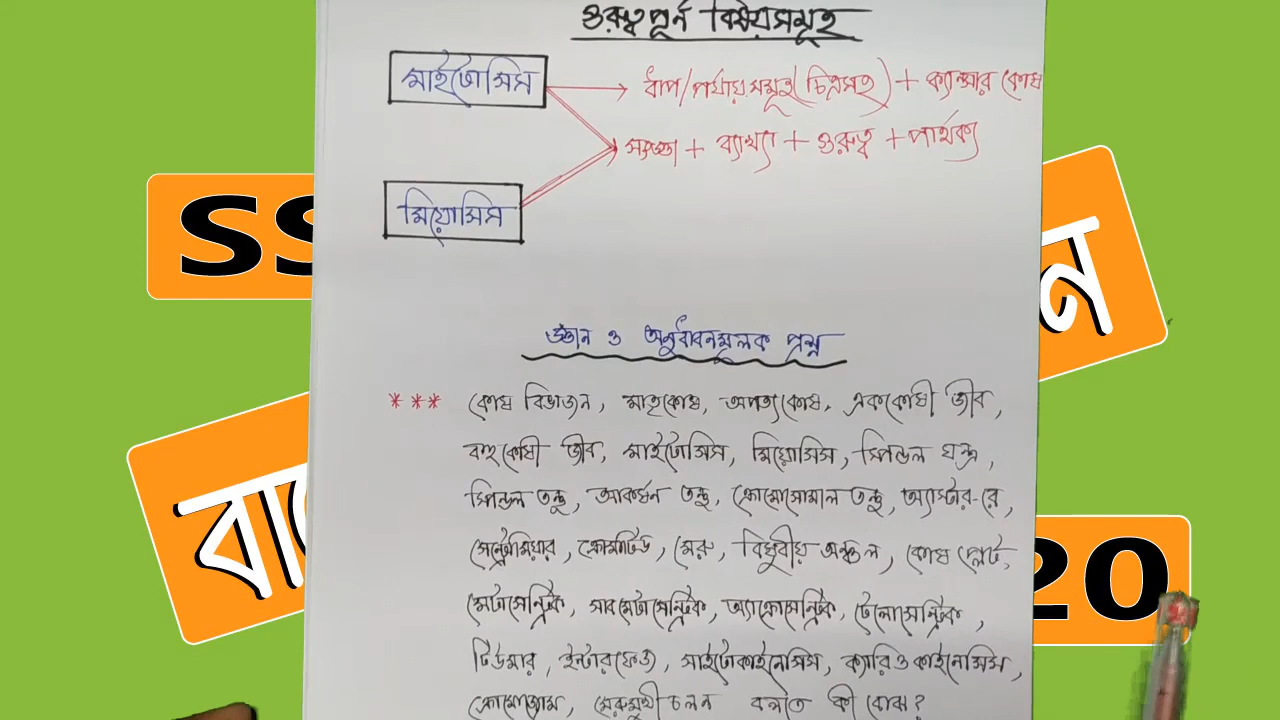 গুরুত্বপূর্ন বিষয়সমূহ
মাইটোসিস
ধাপ/পর্যায়সমূহ(চিত্রসহ) + ক্যান্সার কোষ
সংজ্ঞা + ব্যাখ্যা + গুরুত্ব + পার্থক্য
মিয়োসিস
SS
ন
জ্ঞান ও অনুধাবনমূলক প্রশ্ন
*** কোষ বিভাজন, মাতৃকোষ, অপত্যকোষ, এককোষী জীব,
বহুকোষী জীব, মাইটোসিস, মিয়োসিস, স্পিন্ডল যন্ত্র,
স্পিন্ডল তন্তু, আকর্ষন তন্তু, ক্রোমোসোমাল তন্তু, অ্যাস্টার-রে,
সেন্ট্রোমিয়ার, ক্রোমাটিড, মেরু, বিষুবীয় অঞ্চল, কোষ প্লেট,
মেটাসেন্ট্রিক, সাবমেটাসেন্ট্রিক, অ্যাক্রোসেন্ট্রিক, টেলোসেন্ট্রিক,
টিউমার, ইন্টারফেজ, সাইটোকাইনেসিস, ক্যারিওকাইনেসিস,
ক্রোমোজোম, মেরুমুখী চলন বলতে কী বোঝ?
বা
20